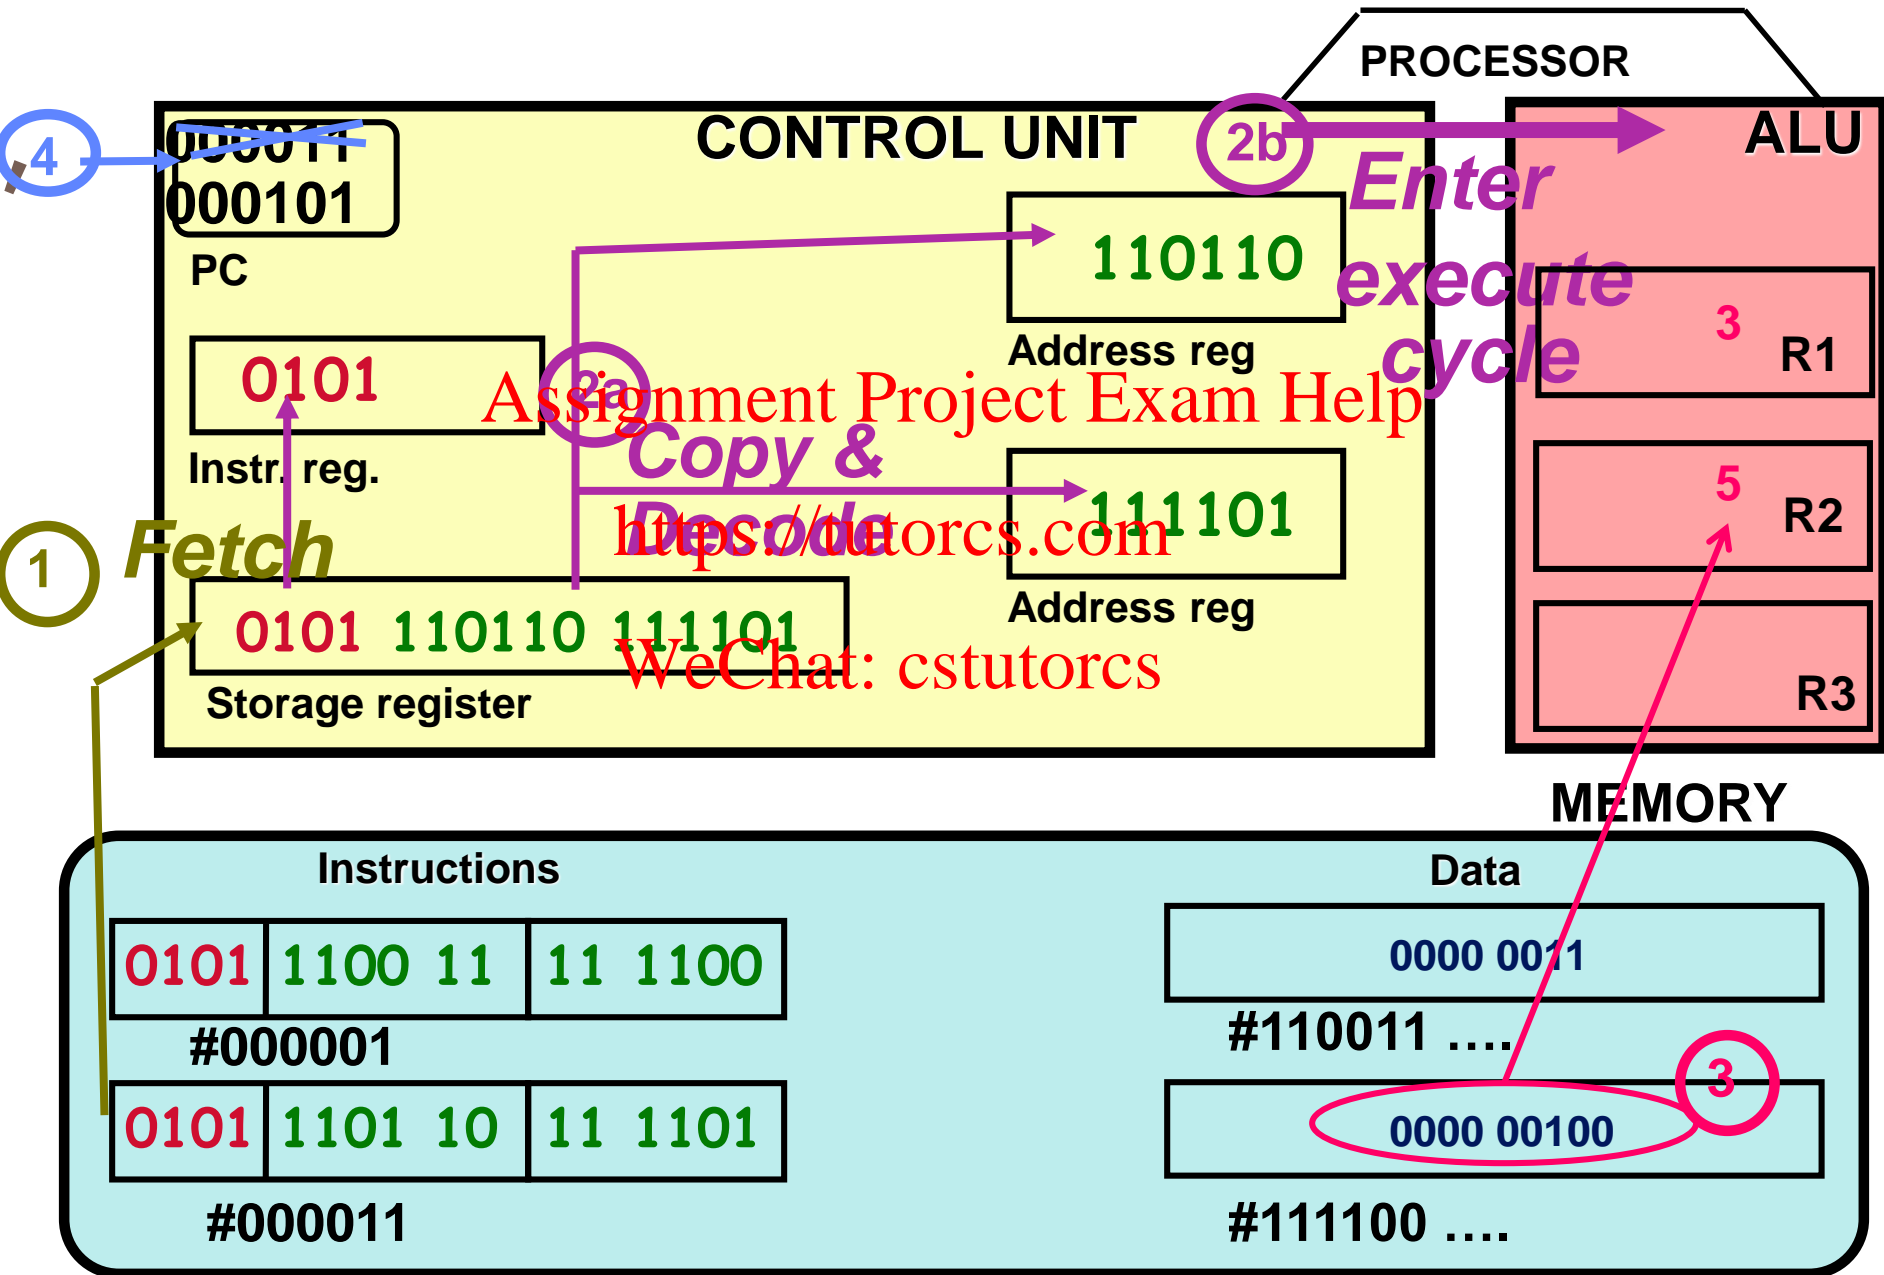 PROCESSOR
4
000011
000101
PC
CONTROL UNIT
2b
ALU
Enter
execute
cycle
110110
Address reg
3
R1
0101
Instr. reg.
2a
Copy &
Decode
Assignment Project Exam Help
111101
Address reg
https://tutorcs.com
5
R2
1
Fetch
0101 110110 111101
Storage register
WeChat: cstutorcs
R3
MEMORY
Instructions
Data
0101 1100 11 11 1100
#000001
0000 0011
#110011 ....
3
0101 1101 10 11 1101
#000011
0000 00100
#111100 ....